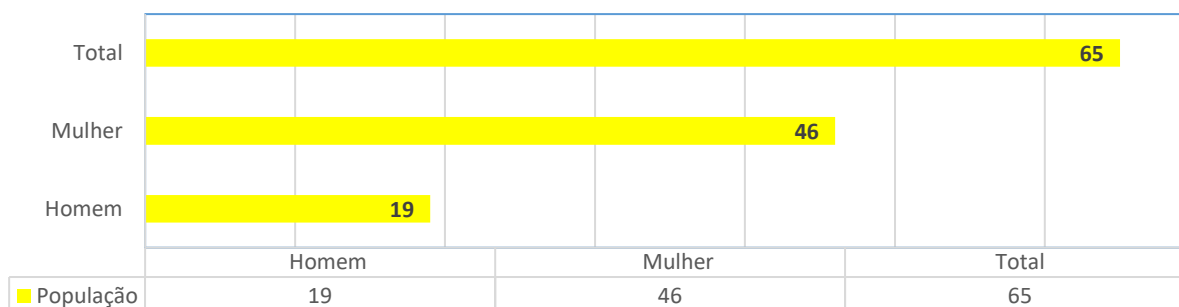 Total 65
Mulher 46
Homem 19
Homem Mulher Total
População 19 46 65